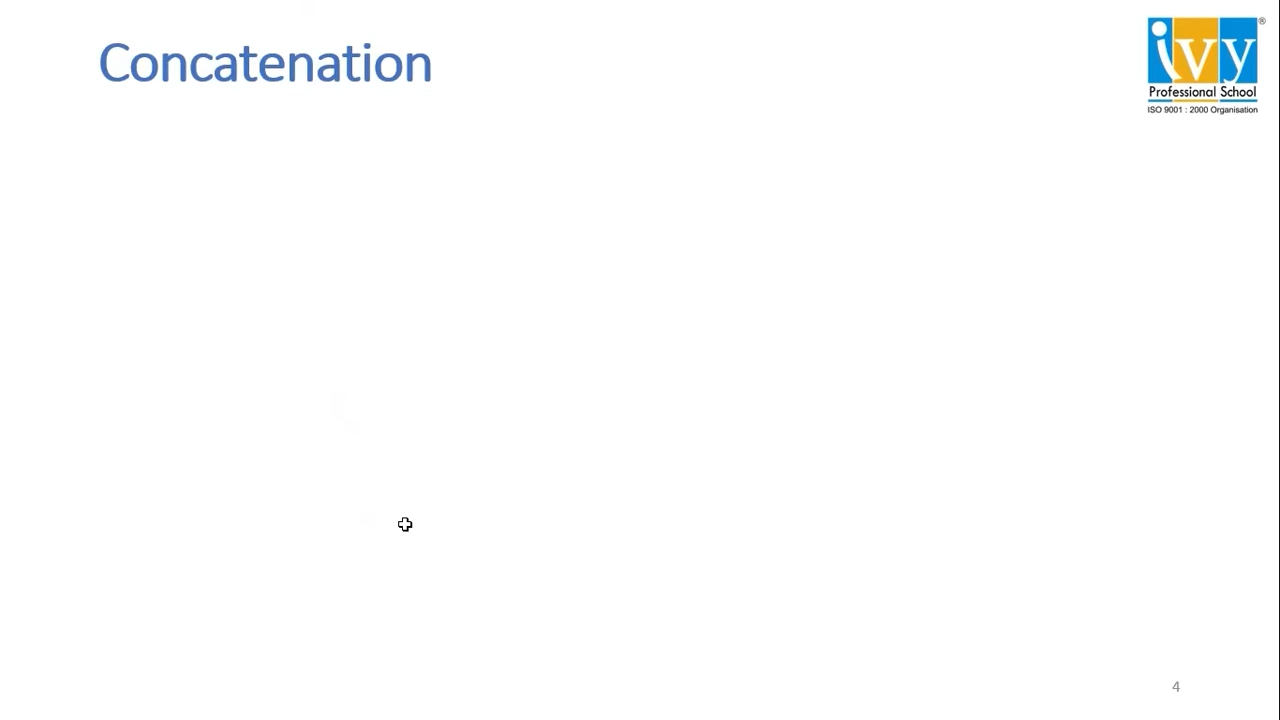 Concatenation
ivy
®
Professional School
ISO 9001 : 2000 Organisation
4